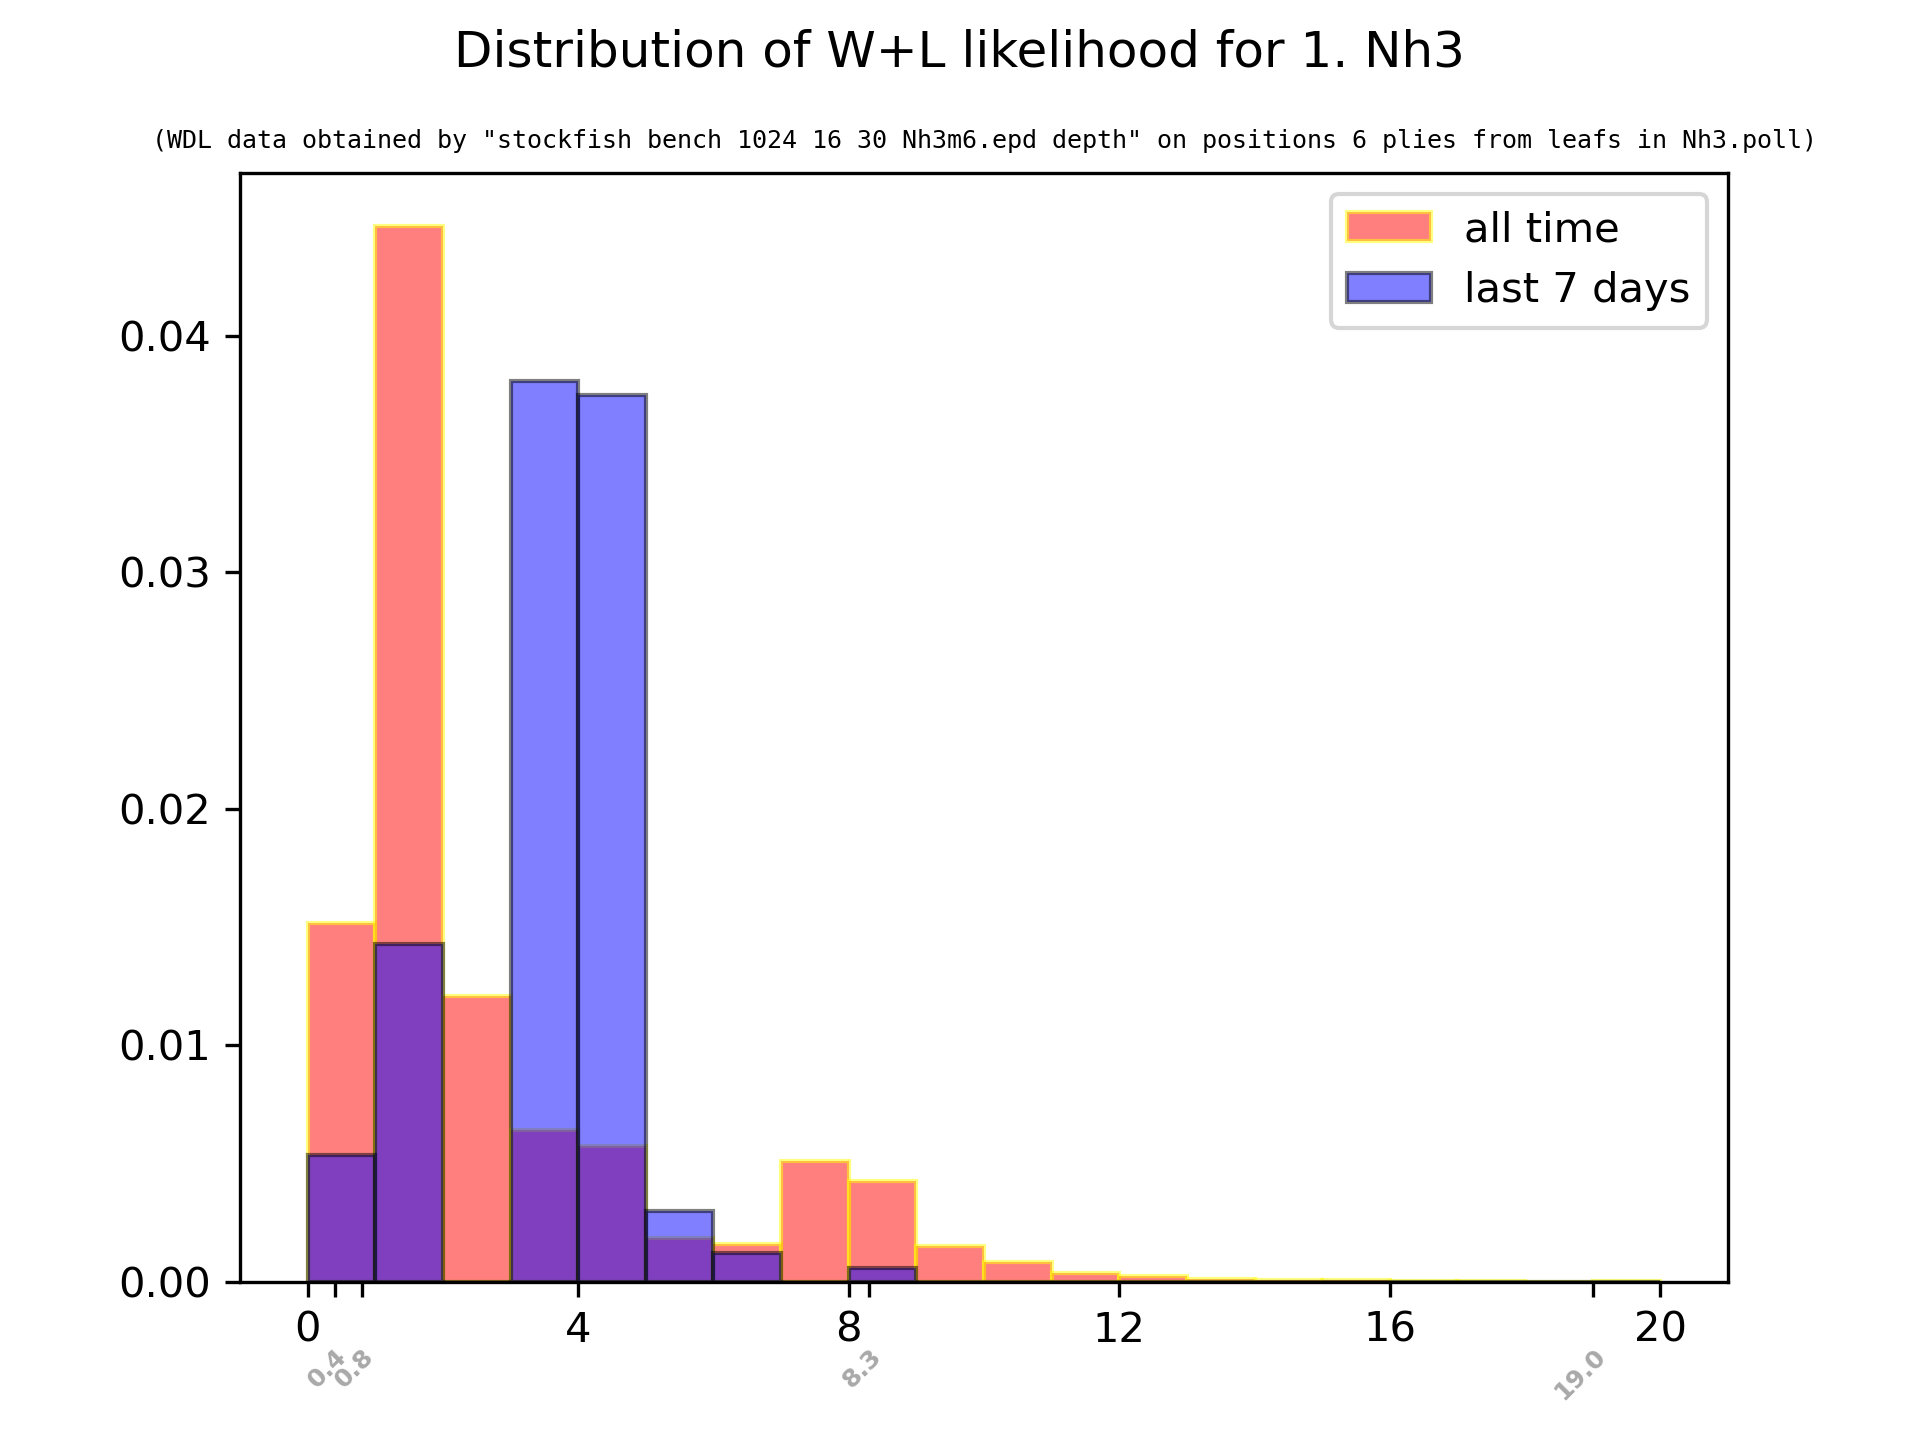 Distribution of W+L likelihood for 1. Nh3
(WDL data obtained by "stockfish bench 1024 16 30 Nh3m6.epd depth" on positions 6 plies from leafs in Nh3.poll)
all time
last 7 days
0.04
0.03
0.02
0.01
0.00
0 4 8 12 16 20
0.4 0.8 8.3 19.0